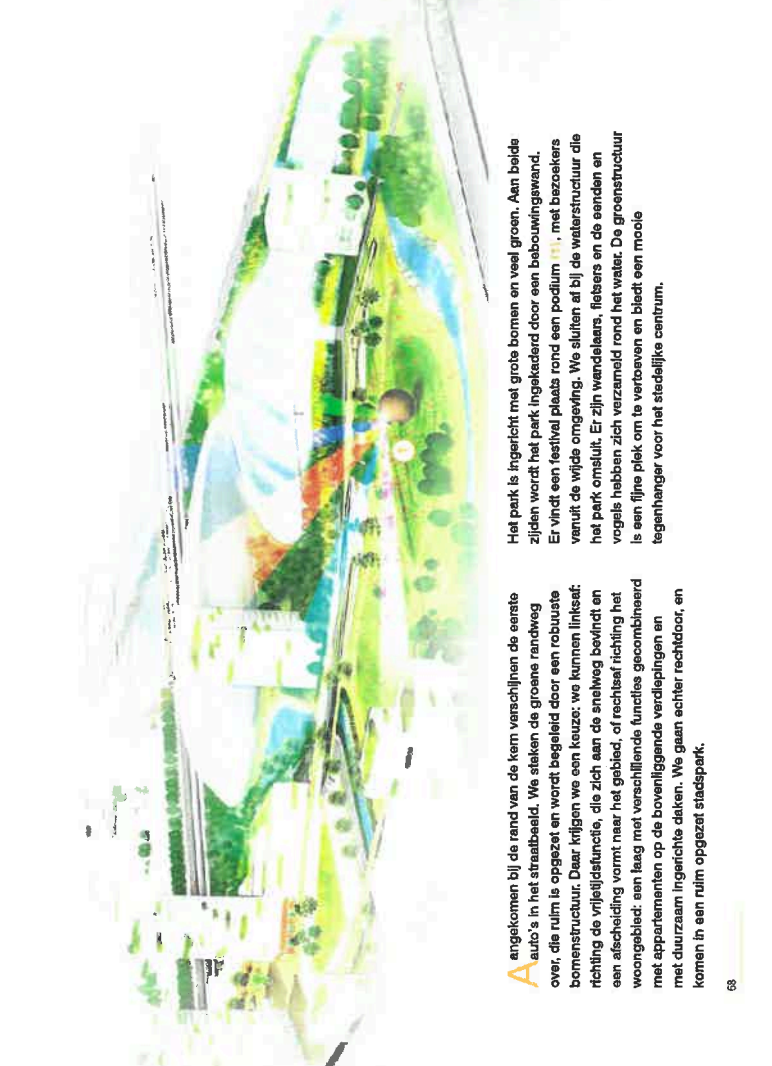 Aangekomen bij de rand van de kern verschijnen de eerste
auto's in het straatbeeld. We steken de groene randweg
over, die ruim is opgezet en wordt begeleid door een robuuste
bomenstructuur. Daar krijgen we een keuze: we kunnen linksaf:
richting de vrijetijdsfunctie, die zich aan de snelweg bevindt en
een afscheiding vormt naar het gebied, of rechtsaf richting het
woongebied: een laag met verschillende functies gecombineerd
met appartementen op de bovenliggende verdiepingen en
met duurzaam ingerichte daken. We gaan echter rechtdoor, en
komen in een ruim opgezet stadspark.
Het park is ingericht met grote bomen en veel groen. Aan beide
zijden wordt het park ingekaderd door een bebouwingswand.
Er vindt een festival plaats rond een podium (1), met bezoekers
vanuit de wijde omgeving. We sluiten af bij de waterstructuur die
het park omsluit. Er zijn wandelaars, fietsers en de eenden en
vogels hebben zich verzameld rond het water. De groenstructuur
is een fijne plek om te vertoeven en biedt een mooie
tegenhanger voor het stedelijke centrum.
68